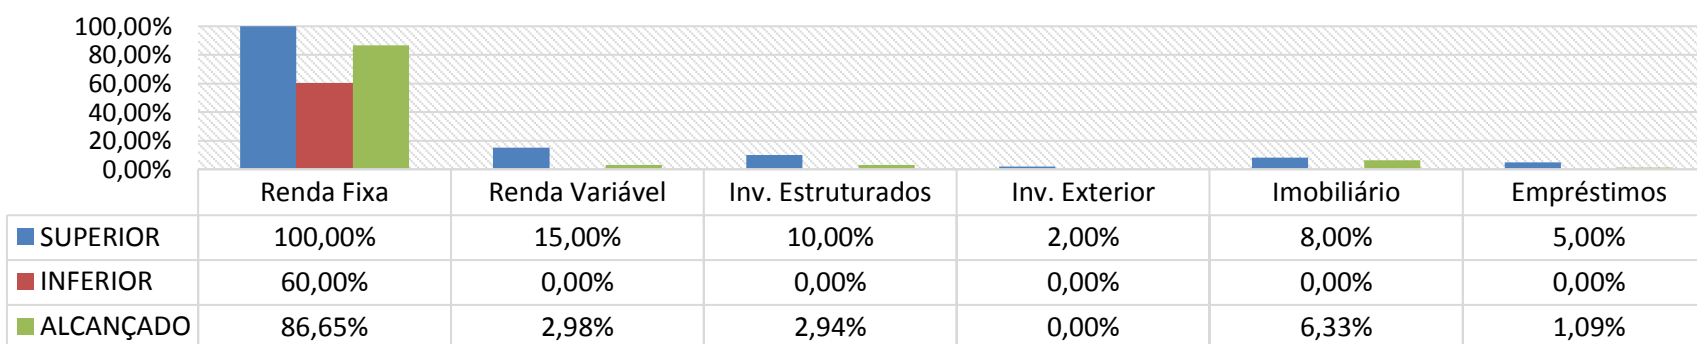 100,00%
80,00%
60,00%
40,00%
20,00%
0,00%
Renda Fixa Renda Variável Inv. Estruturados Inv. Exterior Imobiliário Empréstimos
SUPERIOR 100,00% 15,00% 10,00% 2,00% 8,00% 5,00%
INFERIOR 60,00% 0,00% 0,00% 0,00% 0,00% 0,00%
ALCANÇADO 86,65% 2,98% 2,94% 0,00% 6,33% 1,09%